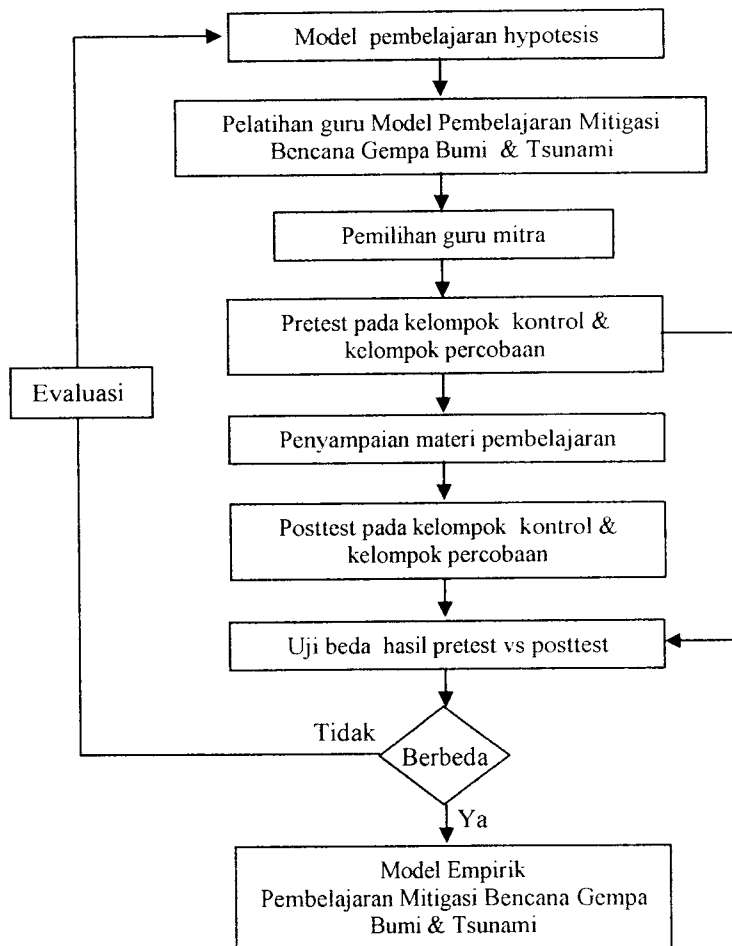 Model pembelajaran hypotesis
Pelatihan guru Model Pembelajaran Mitigasi
Bencana Gempa Bumi & Tsunami
Pemilihan guru mitra
Pretest pada kelompok kontrol &
kelompok percobaan
Evaluasi
Penyampaian materi pembelajaran
Posttest pada kelompok kontrol &
kelompok percobaan
Uji beda hasil pretest vs posttest
Tidak
Berbeda
Ya
Model Empirik
Pembelajaran Mitigasi Bencana Gempa
Bumi & Tsunami